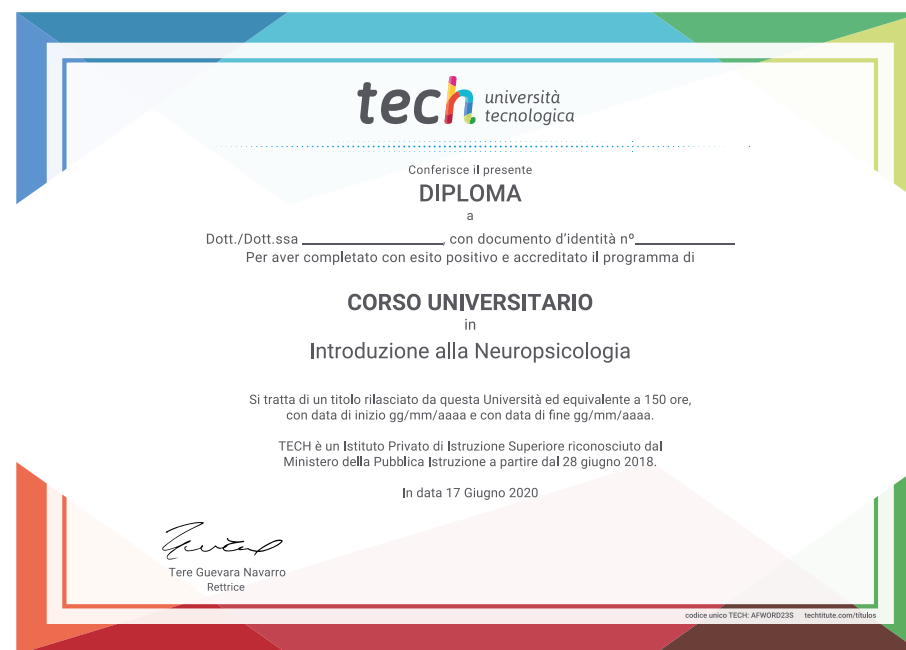 tech università
tecnologica
Conferisce il presente
DIPLOMA
a
Dott./Dott.ssa ____________________, con documento d'identità nº______________
Per aver completato con esito positivo e accreditato il programma di
CORSO UNIVERSITARIO
in
Introduzione alla Neuropsicologia
Si tratta di un titolo rilasciato da questa Università ed equivalente a 150 ore,
con data di inizio gg/mm/aaaa e con data di fine gg/mm/aaaa.
TECH è un Istituto Privato di Istruzione Superiore riconosciuto dal
Ministero della Pubblica Istruzione a partire dal 28 giugno 2018.
In data 17 Giugno 2020
Tere Guevara Navarro
Rettrice
codice unico TECH: AFWORD23S techtitute.com/titulos